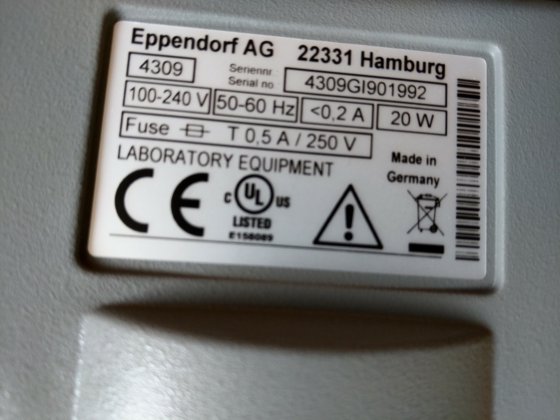 Eppendorf AG 22331 Hamburg
4309 Seriennr. Serial no 4309GI901992
100-240 V 50-60 Hz <0,2 A 20 W
Fuse T 0,5 A / 250 V
LABORATORY EQUIPMENT
Made in
Germany
CE
C UL US
LISTED
E158089